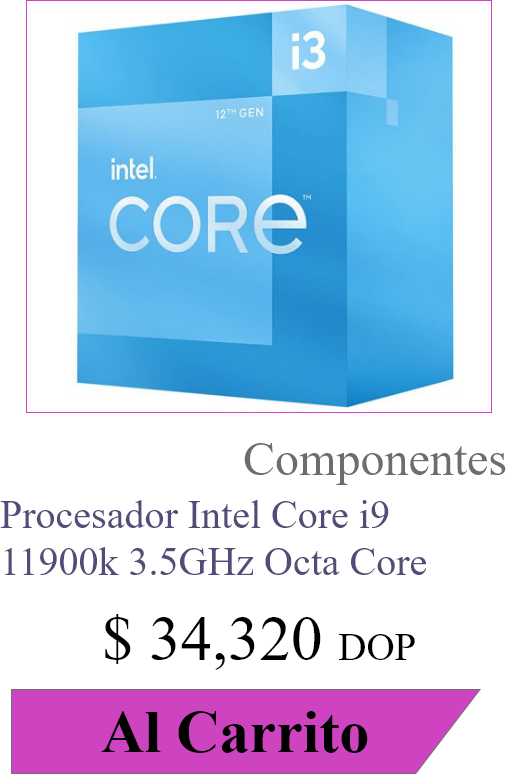 i3
12TH GEN
intel.
CORe™
Componentes
Procesador Intel Core i9
11900k 3.5GHz Octa Core
$ 34,320 DOP
Al Carrito